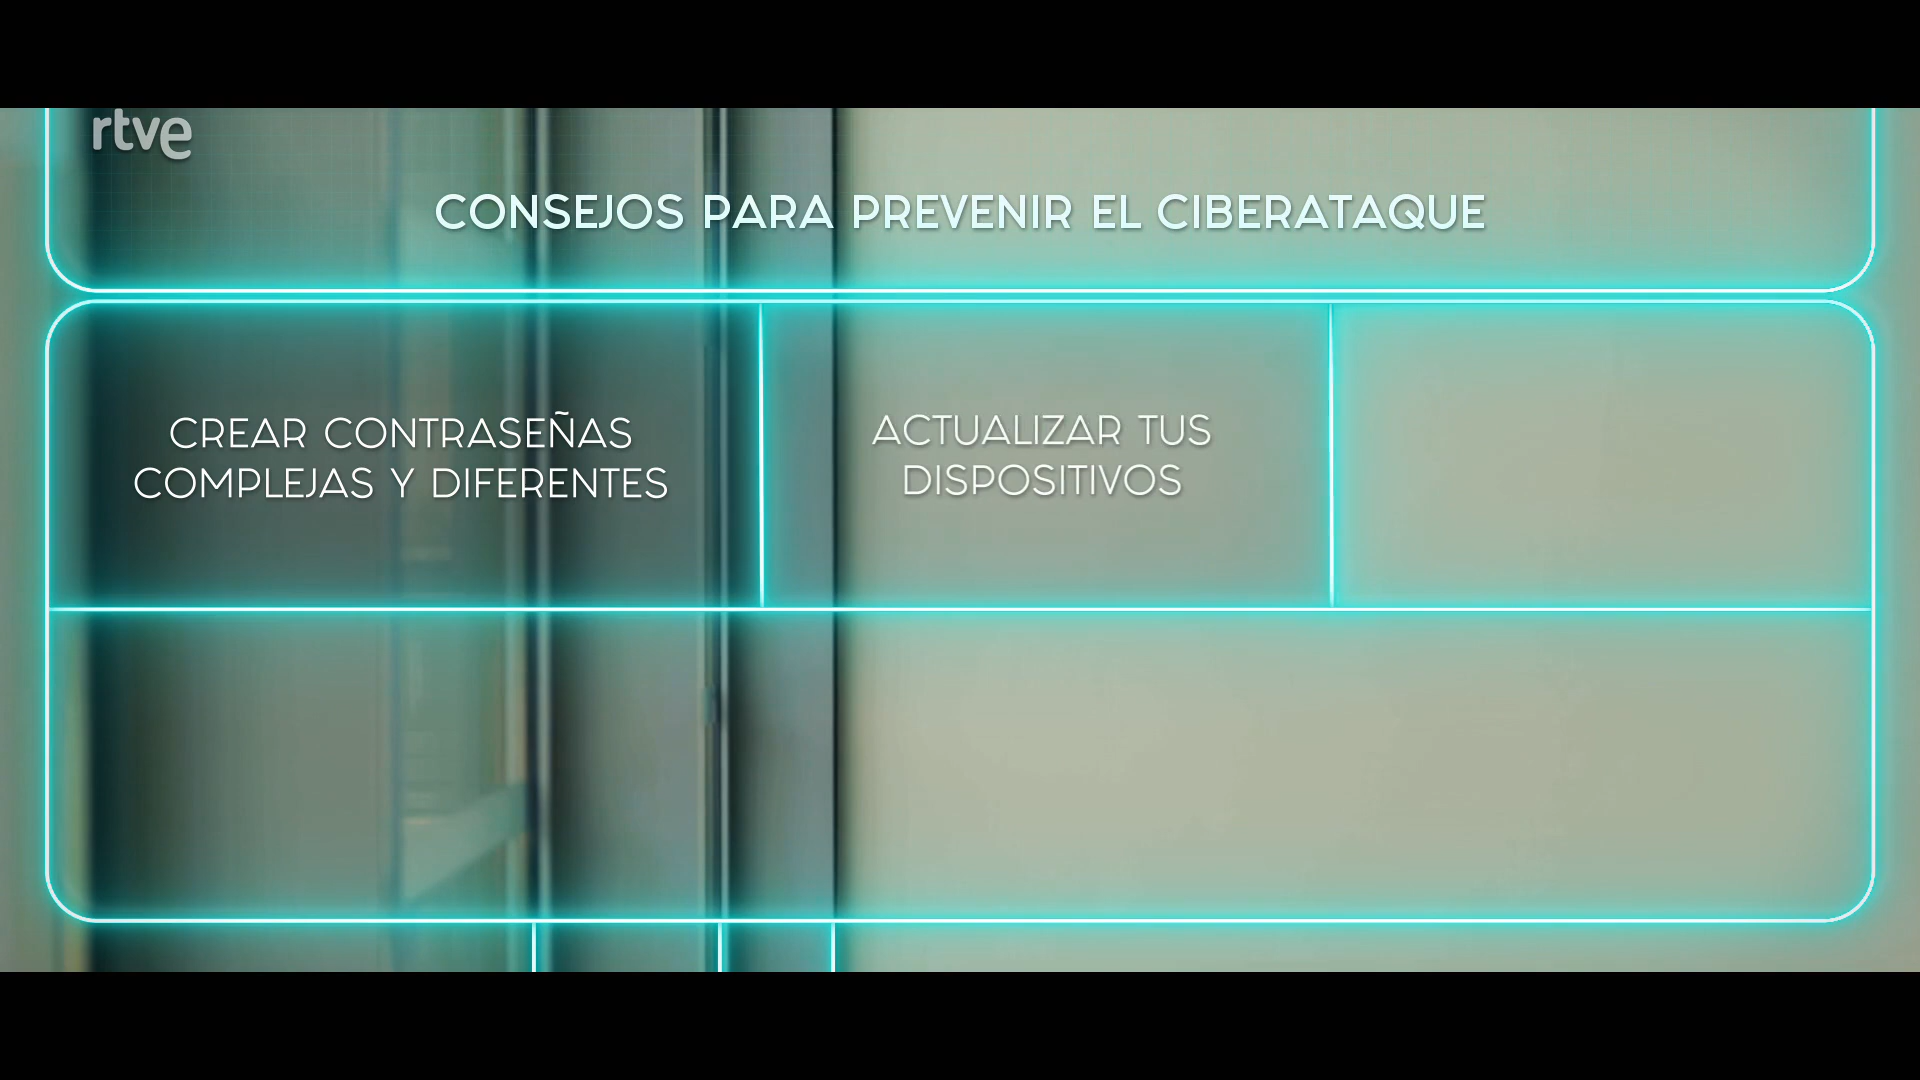 rtve
CONSEJOS PARA PREVENIR EL CIBERATAQUE
CREAR CONTRASEÑAS
COMPLEJAS Y DIFERENTES
ACTUALIZAR TUS
DISPOSITIVOS